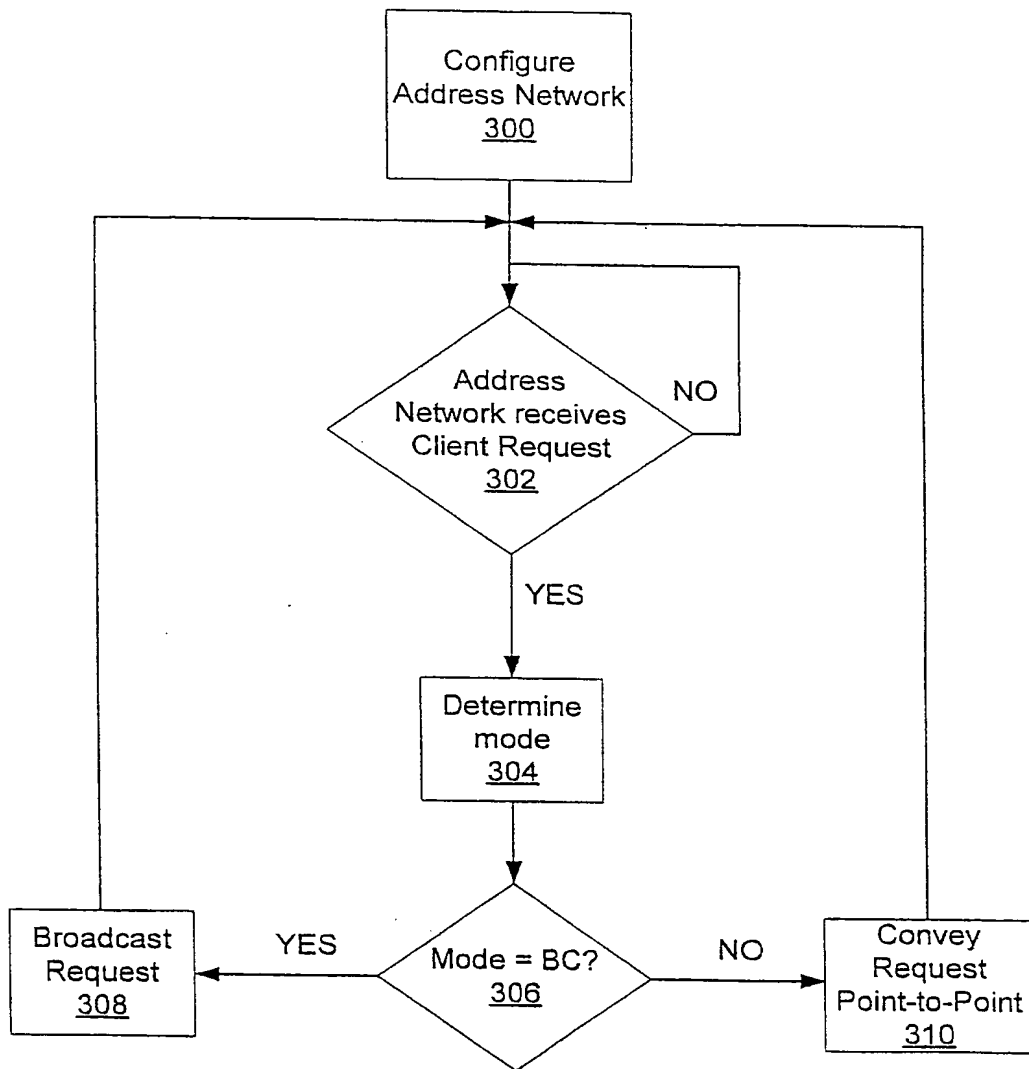 Configure
Address Network
300
Address
Network receives
Client Request
302
NO
YES
Determine
mode
304
Mode = BC?
306
YES
NO
Broadcast
Request
308
Convey
Request
Point-to-Point
310